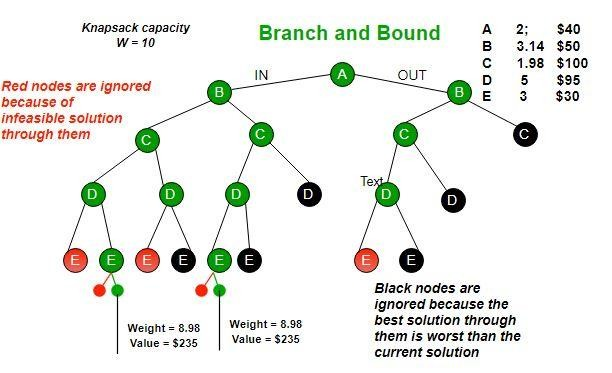 Knapsack capacity
W = 10
Branch and Bound
A 2; $40
B 3.14 $50
C 1.98 $100
D 5 $95
E 3 $30
Red nodes are ignored
because of
infeasible solution
through them
IN
OUT
A
B
B
C
C
C
C
Text
D
D
D
D
D
D
E
E
E
E
E
E
E
E
Weight = 8.98
Value = $235
Weight = 8.98
Value = $235
Black nodes are
ignored because the
best solution through
them is worst than the
current solution